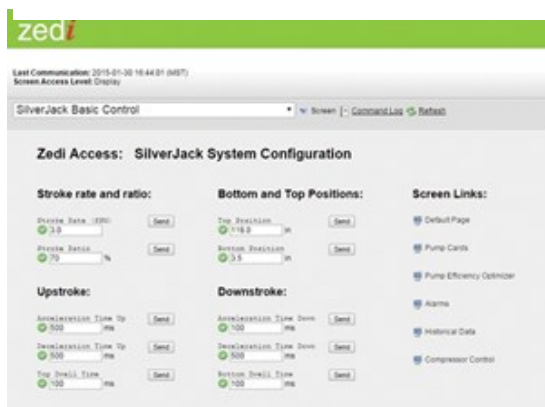 zedi
Last Communication: 2015-01-30 16:44:01 (MST)
Screen Access Level: Display
SilverJack Basic Control
Screen
Command Log
Refresh
Zedi Access: SilverJack System Configuration
Stroke rate and ratio:
Stroke Rate (SPM)
3.0
Send
Stroke Ratio
70 %
Send
Bottom and Top Positions:
Top Position
in
Send
Bottom Position
3.5 in
Send
Screen Links:
Default Page
Pump Cards
Pump Efficiency Optimizer
Alarms
Historical Data
Compressor Control
Upstroke:
Acceleration Time Up
500 ms
Send
Deceleration Time Up
500 ms
Send
Top Dwell Time
100 ms
Send
Downstroke:
Acceleration Time Down
100 ms
Send
Deceleration Time Down
500 ms
Send
Bottom Dwell Time
100 ms
Send